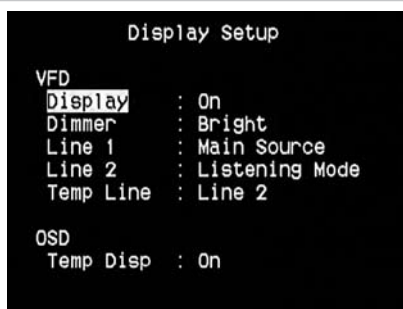 Display Setup
VFD
Display : On
Dimmer : Bright
Line 1 : Main Source
Line 2 : Listening Mode
Temp Line : Line 2
OSD
Temp Disp : On